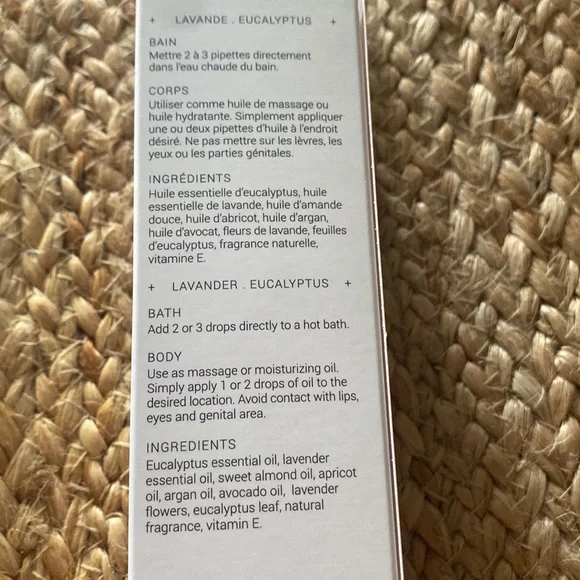 + LAVANDE . EUCALYPTUS +
BAIN
Mettre 2 à 3 pipettes directement
dans l'eau chaude du bain.
CORPS
Utiliser comme huile de massage ou
huile hydratante. Simplement appliquer
une ou deux pipettes d'huile à l'endroit
désiré. Ne pas mettre sur les lèvres, les
yeux ou les parties génitales.
INGRÉDIENTS
Huile essentielle d'eucalyptus, huile
essentielle de lavande, huile d'amande
douce, huile d'abricot, huile d'argan,
huile d'avocat, fleurs de lavande, feuilles
d'eucalyptus, fragrance naturelle,
vitamine E.
+ LAVANDER . EUCALYPTUS +
BATH
Add 2 or 3 drops directly to a hot bath.
BODY
Use as massage or moisturizing oil.
Simply apply 1 or 2 drops of oil to the
desired location. Avoid contact with lips,
eyes and genital area.
INGREDIENTS
Eucalyptus essential oil, lavender
essential oil, sweet almond oil, apricot
oil, argan oil, avocado oil, lavender
flowers, eucalyptus leaf, natural
fragrance, vitamin E.